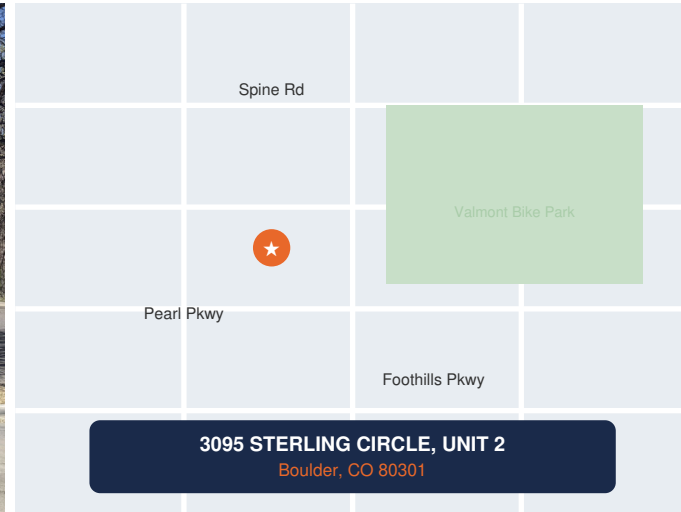 Spine Rd
Valmont Bike Park
Pearl Pkwy
Foothills Pkwy
3095 STERLING CIRCLE, UNIT 2
Boulder, CO 80301